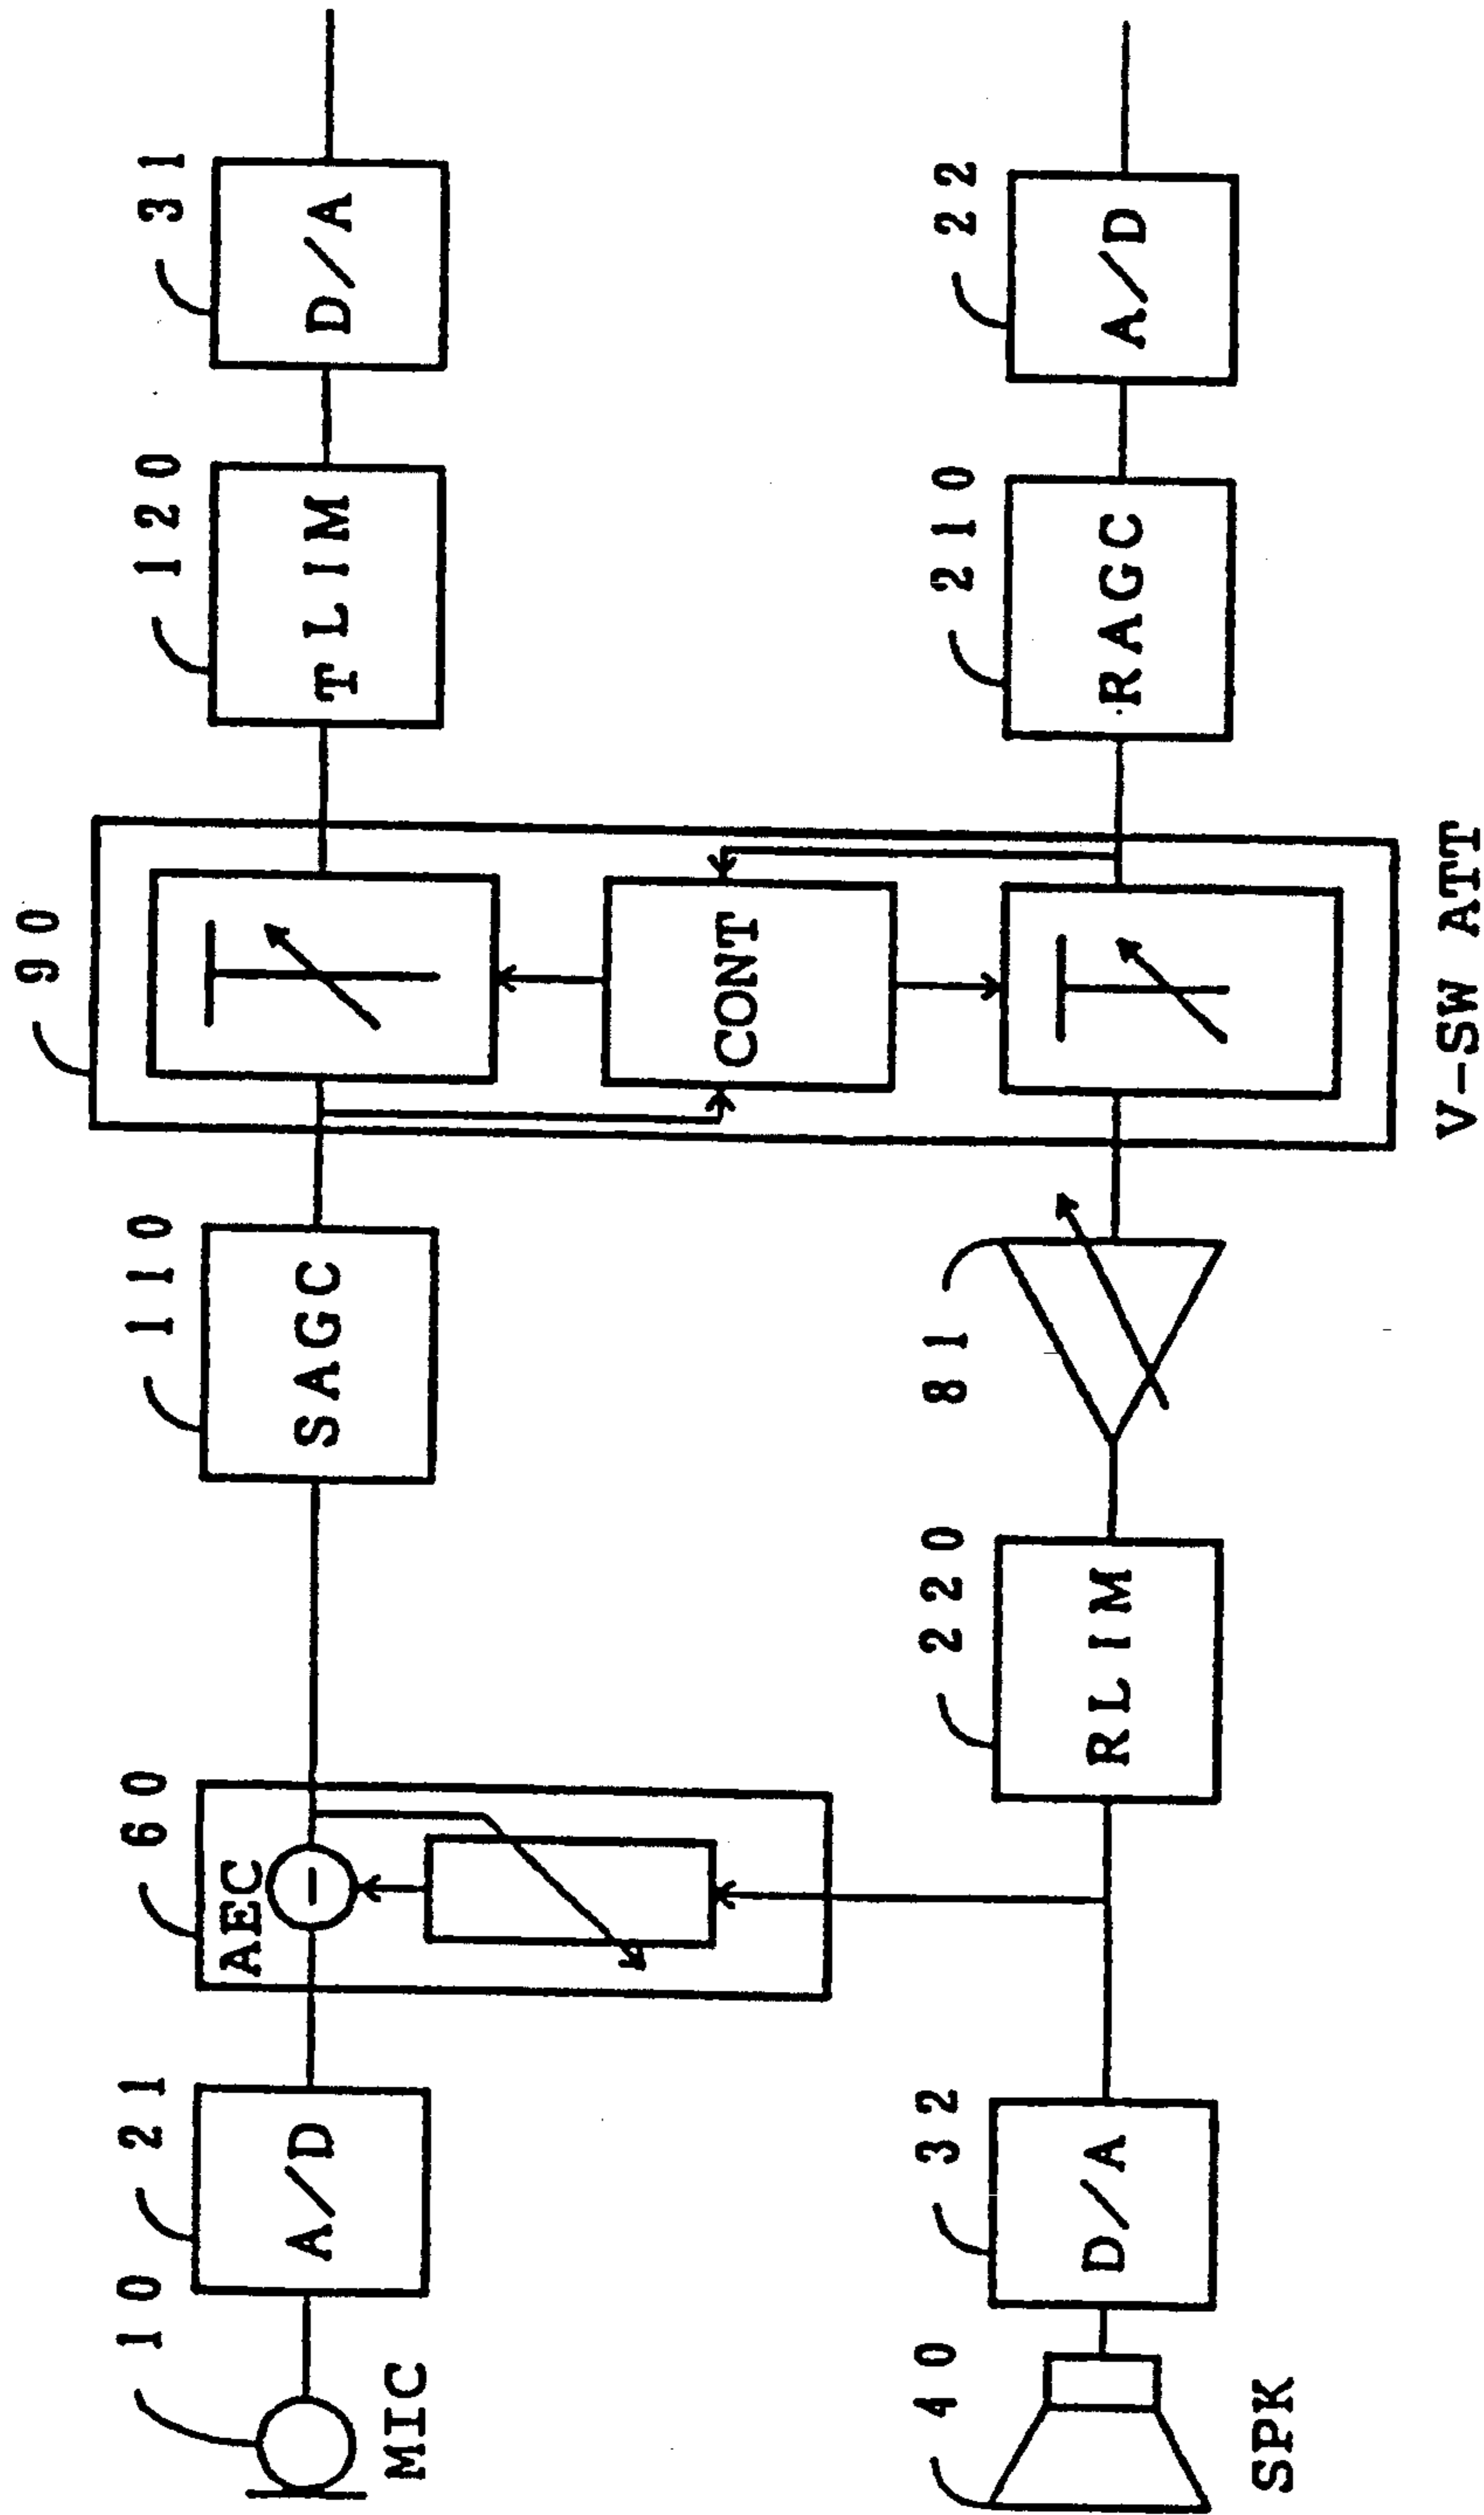 10
MIC
21
A/D
60
AEC
110
SAGC
90
CONT
V-SW ATT
120
TLIM
31
D/A
40
SPK
32
D/A
220
RLIM
81
210
RAGC
22
A/D